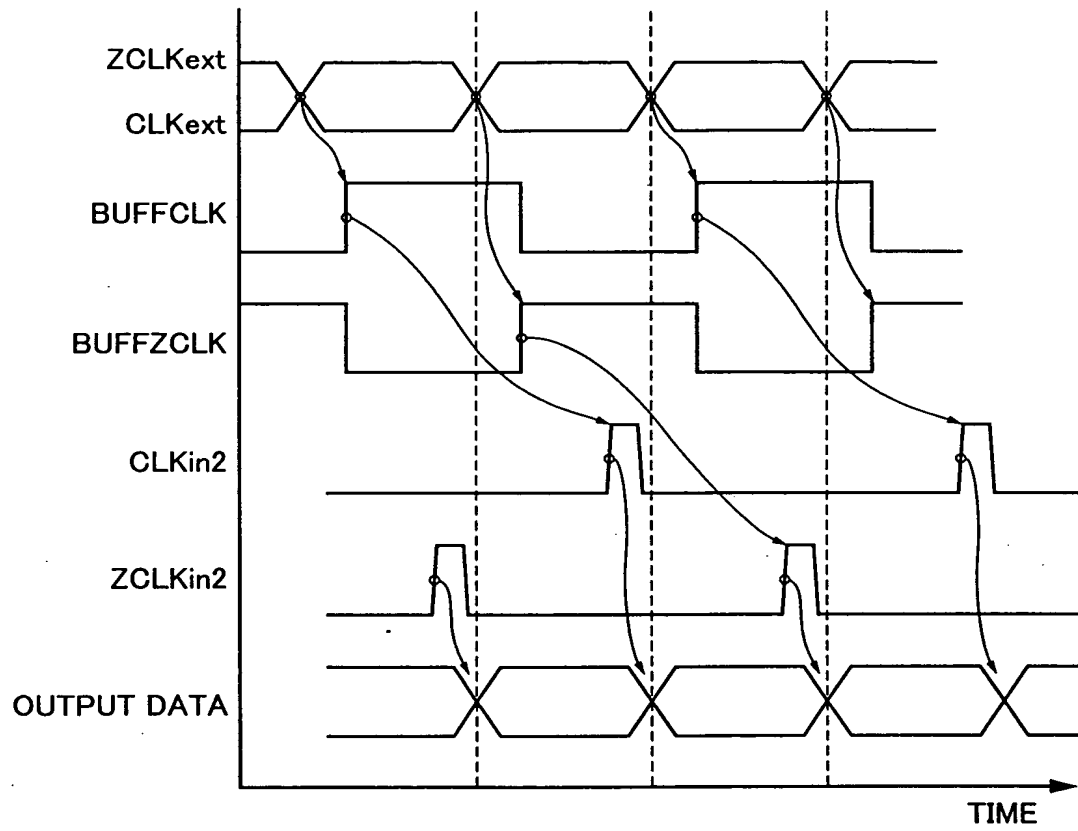 ZCLKext
CLKext
BUFFCLK
BUFFZCLK
CLKin2
ZCLKin2
OUTPUT DATA
TIME